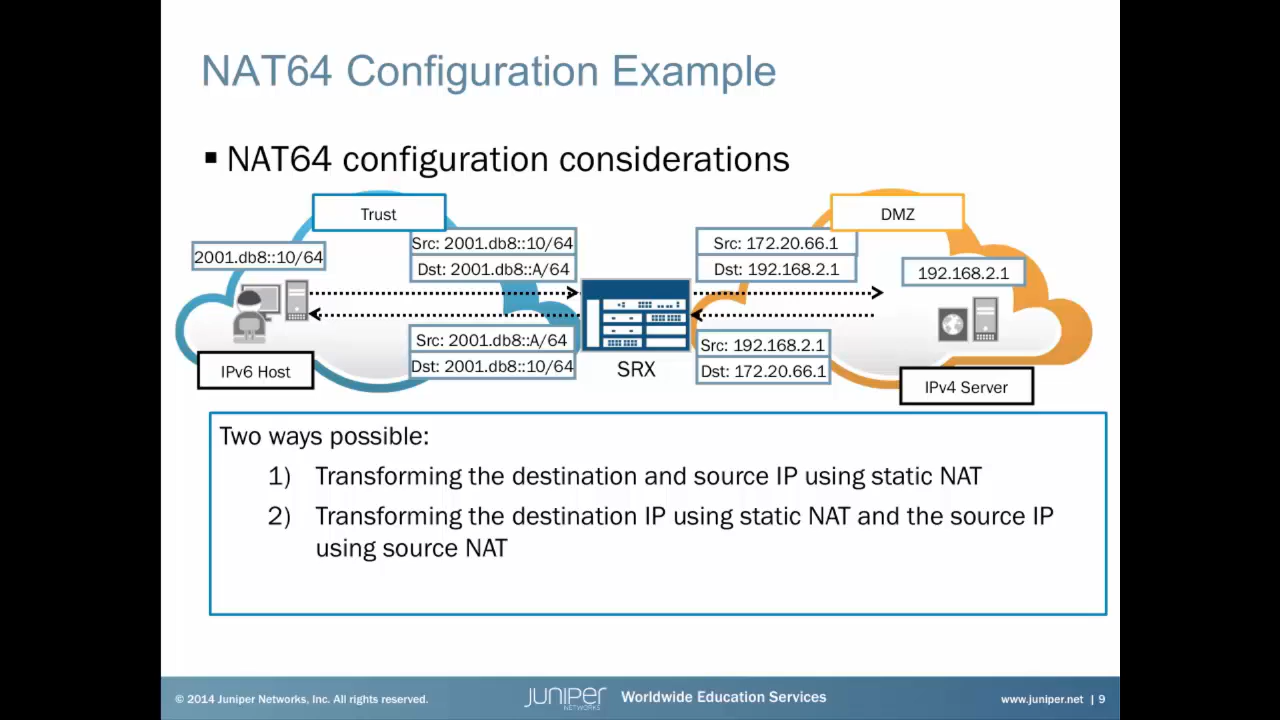 NAT64 Configuration Example
▪ NAT64 configuration considerations
Trust
DMZ
2001.db8::10/64
Src: 2001.db8::10/64
Dst: 2001.db8::A/64
Src: 172.20.66.1
Dst: 192.168.2.1
192.168.2.1
Src: 2001.db8::A/64
Dst: 2001.db8::10/64
Src: 192.168.2.1
Dst: 172.20.66.1
IPv6 Host
SRX
IPv4 Server
Two ways possible:
1) Transforming the destination and source IP using static NAT
2) Transforming the destination IP using static NAT and the source IP
using source NAT
© 2014 Juniper Networks, Inc. All rights reserved.
JUNIPER
NETWORKS
Worldwide Education Services
www.juniper.net | 9